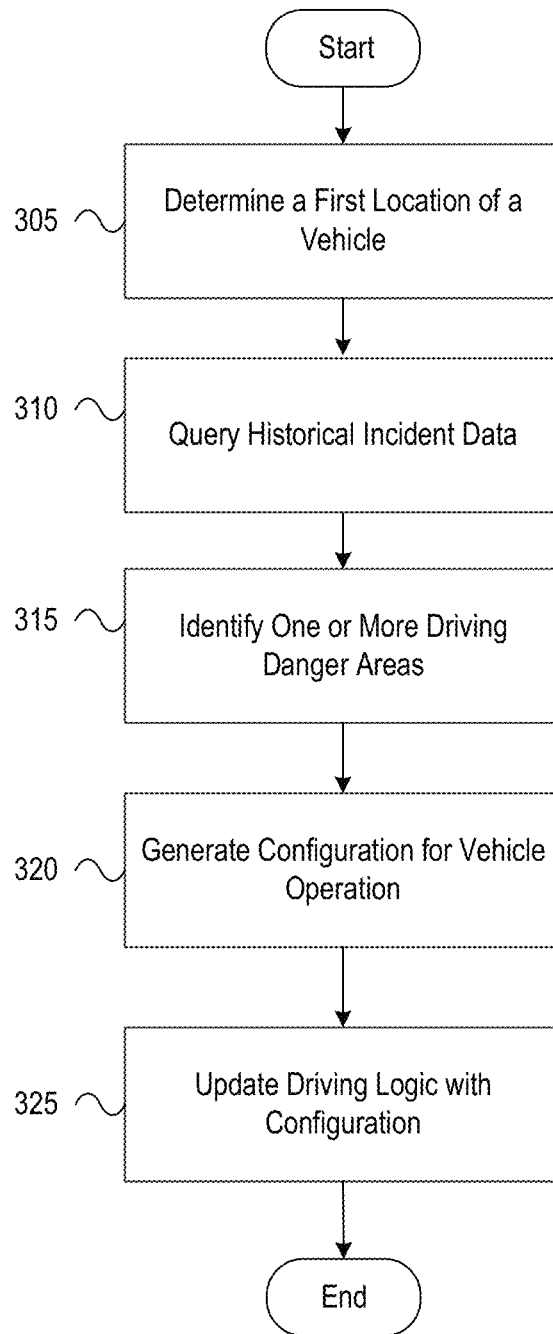 Start
305
Determine a First Location of a
Vehicle
310
Query Historical Incident Data
315
Identify One or More Driving
Danger Areas
320
Generate Configuration for Vehicle
Operation
325
Update Driving Logic with
Configuration
End